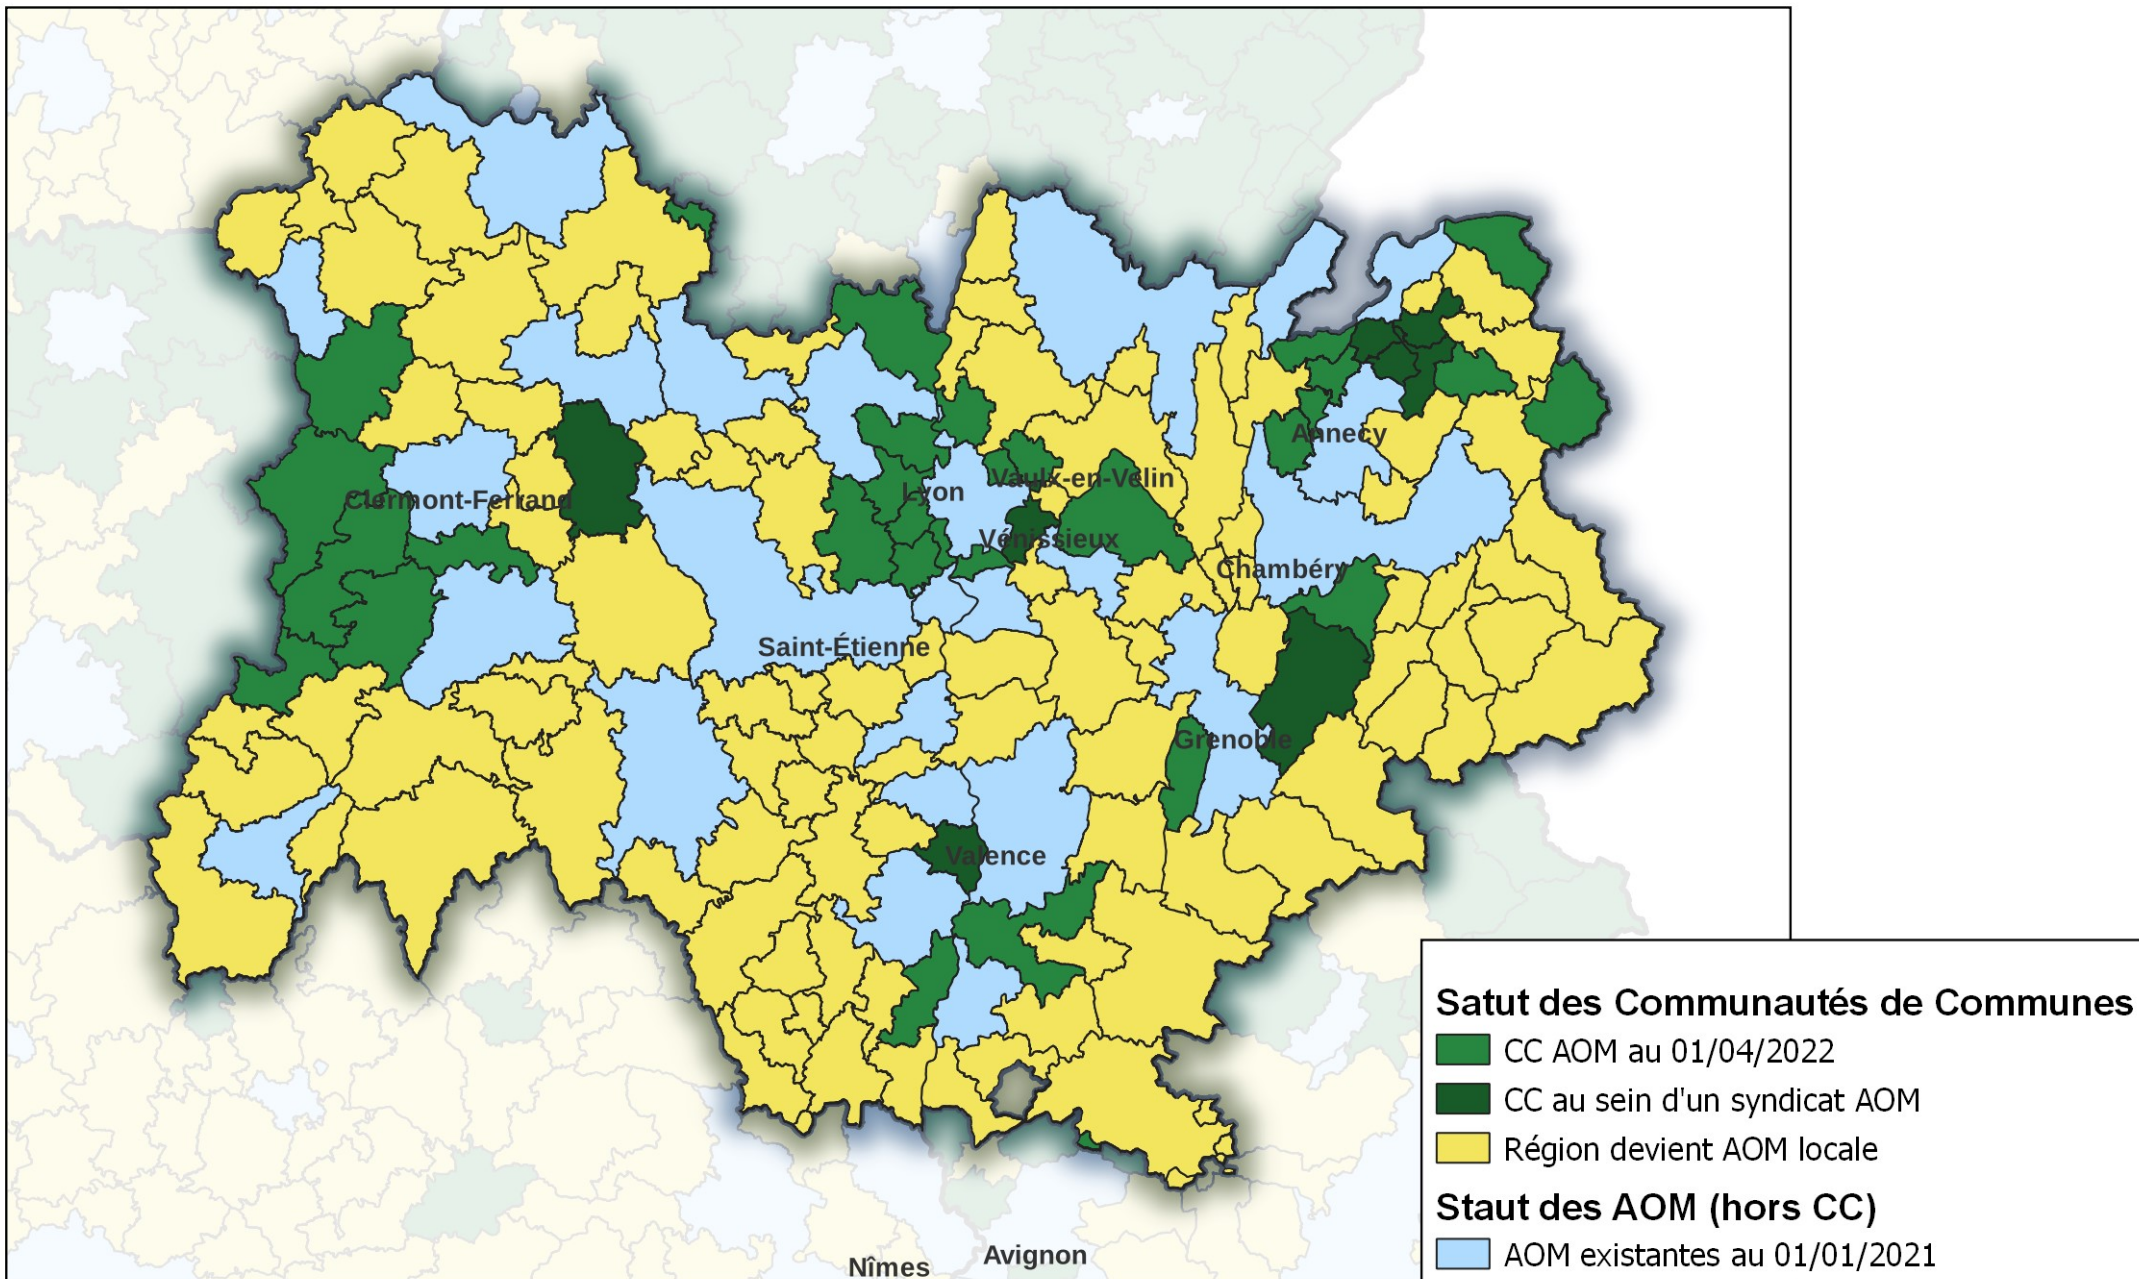 Annecy
Vaulx-en-Velin
Lyon
Clermont-Ferrand
Vénissieux
Chambéry
Saint-Étienne
Grenoble
Valence
Avignon
Nîmes
Satut des Communautés de Communes
CC AOM au 01/04/2022
CC au sein d'un syndicat AOM
Région devient AOM locale
Staut des AOM (hors CC)
AOM existantes au 01/01/2021